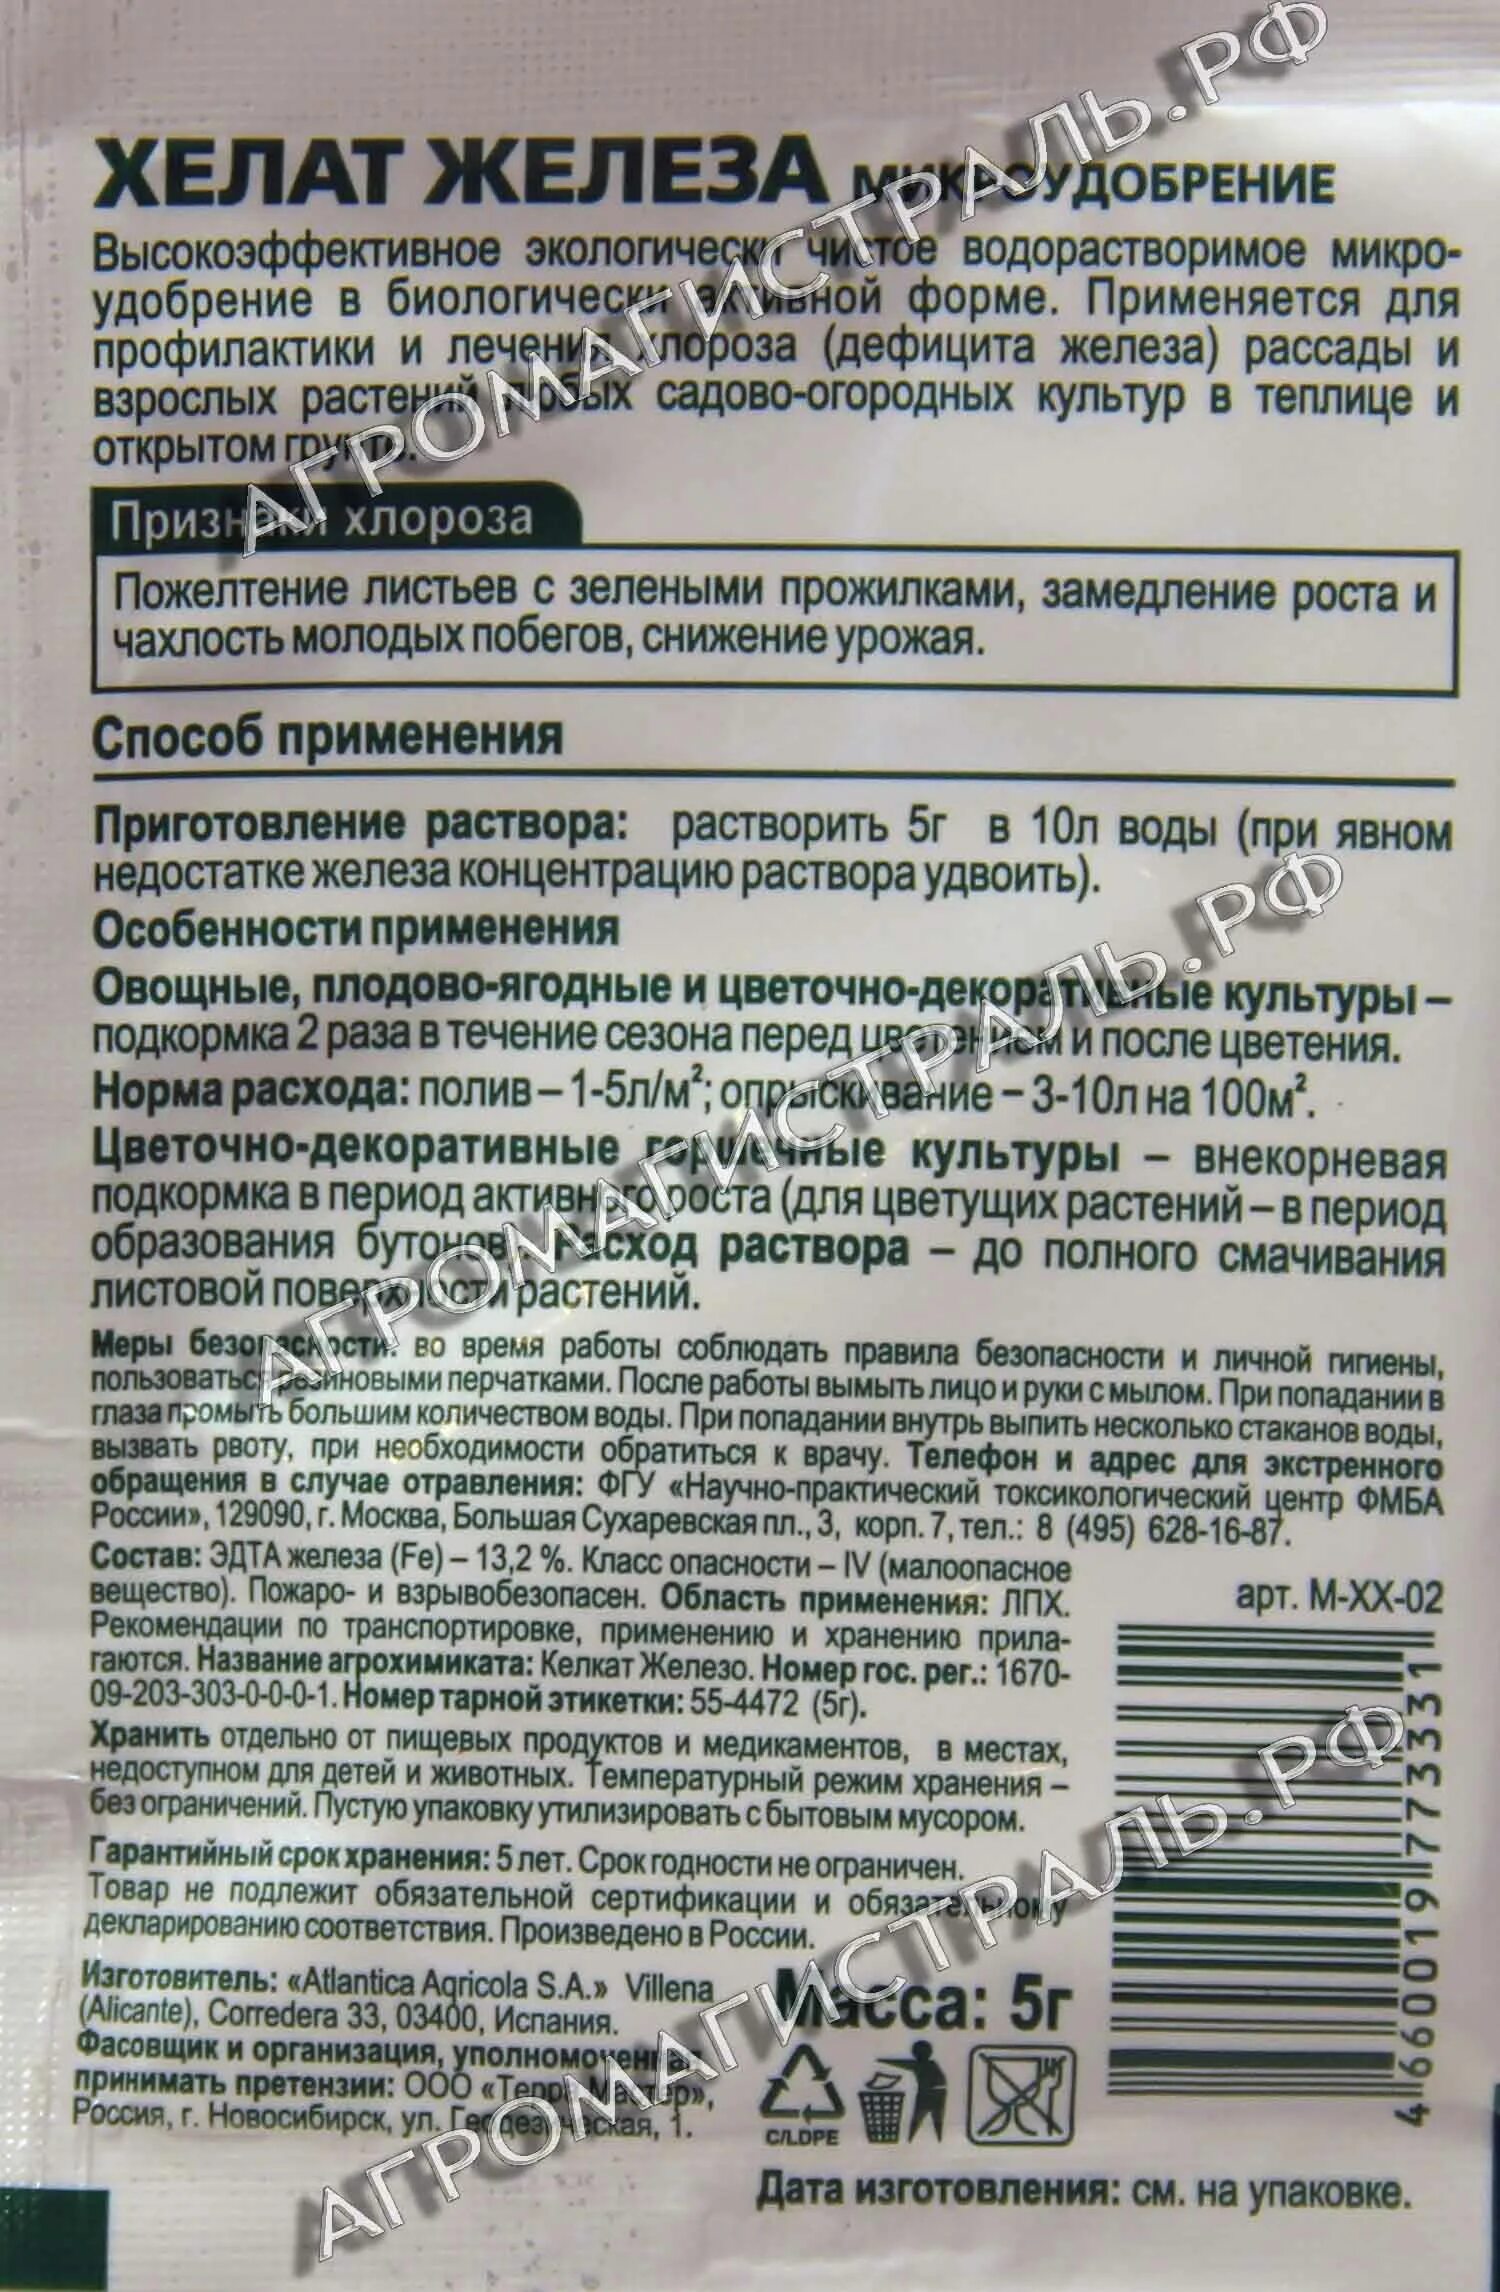 ХЕЛАТ ЖЕЛЕЗА МИКРОУДОБРЕНИЕ
Высокоэффективное экологически чистое водорастворимое микро-
удобрение в биологически активной форме. Применяется для
профилактики и лечения хлороза (дефицита железа) рассады и
взрослых растений любых садово-огородных культур в теплице и
открытом грунте.
Признаки хлороза
Пожелтение листьев с зелеными прожилками, замедление роста и
чахлость молодых побегов, снижение урожая.
Способ применения
Приготовление раствора: растворить 5г в 10л воды (при явном
недостатке железа концентрацию раствора удвоить).
Особенности применения
Овощные, плодово-ягодные и цветочно-декоративные культуры –
подкормка 2 раза в течение сезона перед цветением и после цветения.
Норма расхода: полив – 1-5л/м²; опрыскивание – 3-10л на 100м².
Цветочно-декоративные горшечные культуры – внекорневая
подкормка в период активного роста (для цветущих растений – в период
образования бутонов). Расход раствора – до полного смачивания
листовой поверхности растений.
Меры безопасности: во время работы соблюдать правила безопасности и личной гигиены,
пользоваться резиновыми перчатками. После работы вымыть лицо и руки с мылом. При попадании в
глаза промыть большим количеством воды. При попадании внутрь выпить несколько стаканов воды,
вызвать рвоту, при необходимости обратиться к врачу. Телефон и адрес для экстренного
обращения в случае отравления: ФГУ «Научно-практический токсикологический центр ФМБА
России», 129090, г. Москва, Большая Сухаревская пл., 3, корп. 7, тел.: 8 (495) 628-16-87.
Состав: ЭДТА железа (Fe) – 13,2 %. Класс опасности – IV (малоопасное
вещество). Пожаро- и взрывобезопасен. Область применения: ЛПХ.
Рекомендации по транспортировке, применению и хранению прила-
гаются. Название агрохимиката: Келкат Железо. Номер гос. рег.: 1670-
09-203-303-0-0-0-1. Номер тарной этикетки: 55-4472 (5г).
Хранить отдельно от пищевых продуктов и медикаментов, в местах,
недоступном для детей и животных. Температурный режим хранения –
без ограничений. Пустую упаковку утилизировать с бытовым мусором.
Гарантийный срок хранения: 5 лет. Срок годности не ограничен.
Товар не подлежит обязательной сертификации и обязательному
декларированию соответствия. Произведено в России.
Изготовитель: «Atlantica Agricola S.A.» Villena
(Alicante), Corredera 33, 03400, Испания.
Фасовщик и организация, уполномоченная
принимать претензии: ООО «Терра Мастер»,
Россия, г. Новосибирск, ул. Геодезическая, 1.
арт. М-ХХ-02
4660019773331
Масса: 5г
C/LDPE
Дата изготовления: см. на упаковке.
АГРОМАГИСТРАЛЬ.РФ
АГРОМАГИСТРАЛЬ.РФ
АГРОМАГИСТРАЛЬ.РФ